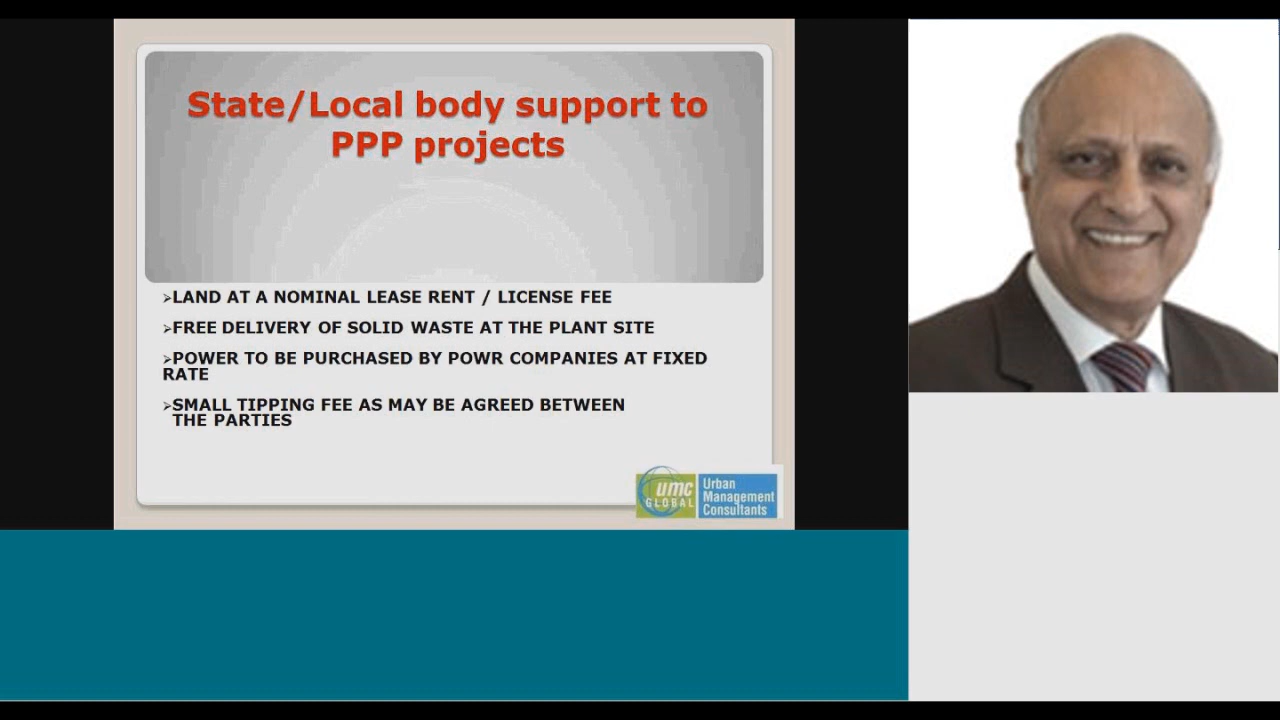 State/Local body support to
PPP projects
➢LAND AT A NOMINAL LEASE RENT / LICENSE FEE
➢FREE DELIVERY OF SOLID WASTE AT THE PLANT SITE
➢POWER TO BE PURCHASED BY POWR COMPANIES AT FIXED
RATE
➢SMALL TIPPING FEE AS MAY BE AGREED BETWEEN
THE PARTIES
umc
GLOBAL
Urban
Management
Consultants